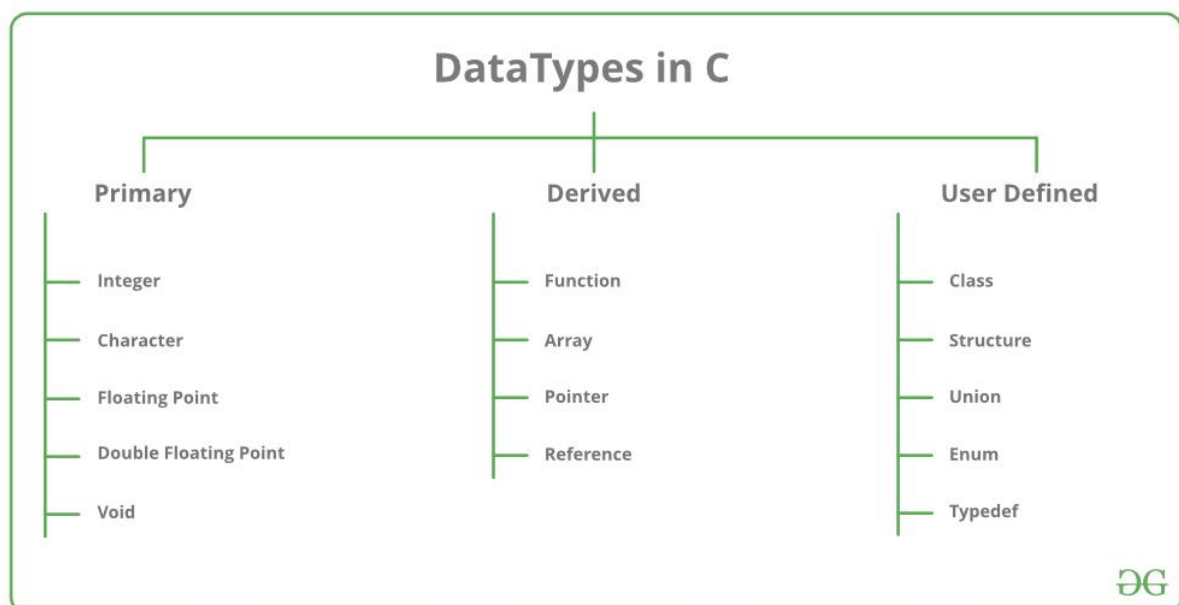 DataTypes in C
Primary
Integer
Character
Floating Point
Double Floating Point
Void
Derived
Function
Array
Pointer
Reference
User Defined
Class
Structure
Union
Enum
Typedef